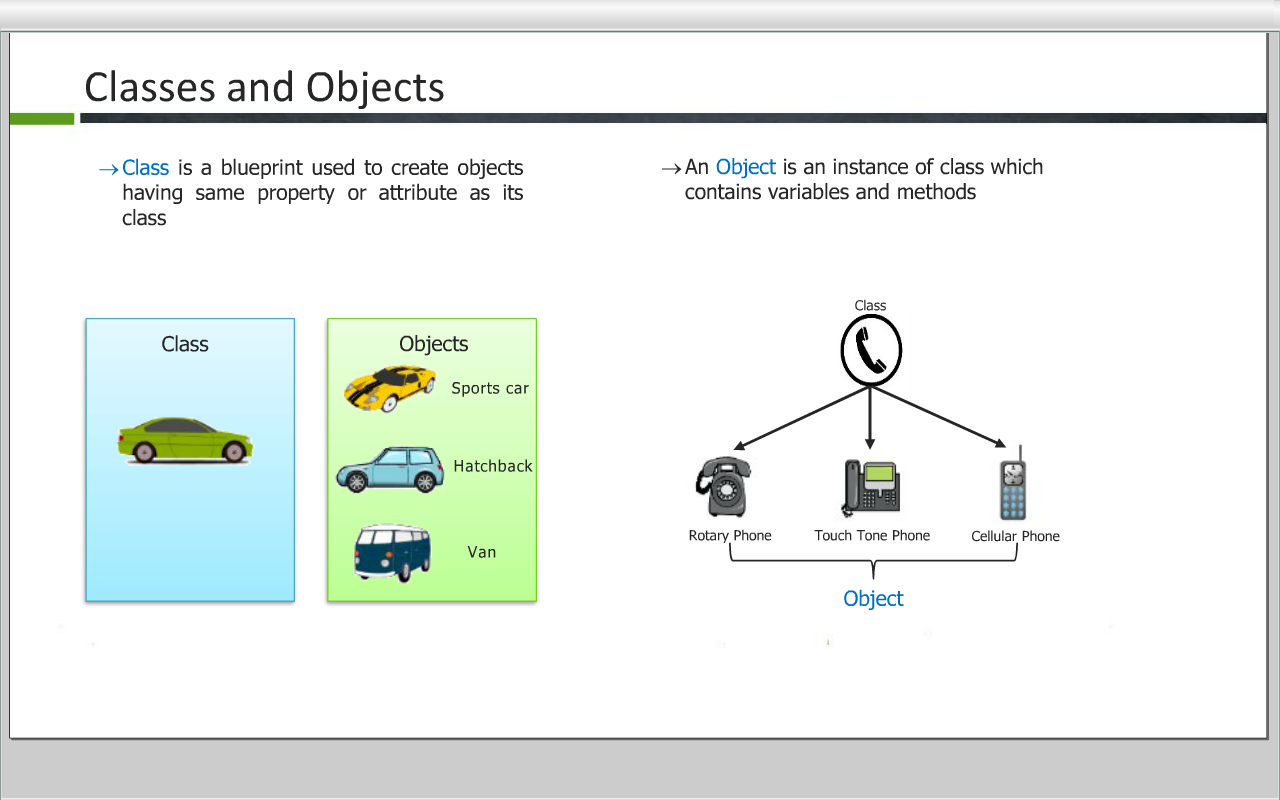 Classes and Objects
→Class is a blueprint used to create objects
having same property or attribute as its
class
→An Object is an instance of class which
contains variables and methods
Class
Objects
Sports car
Hatchback
Van
Class
Rotary Phone
Touch Tone Phone
Cellular Phone
Object